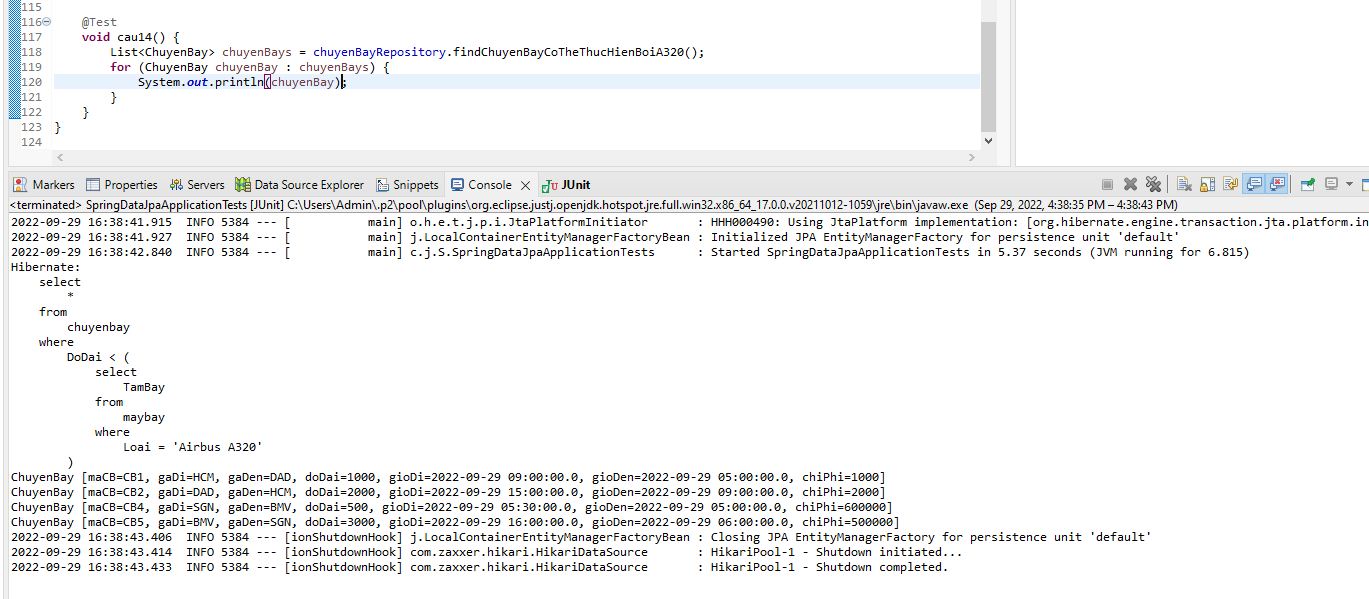 115
116 @Test
117 void cau14() {
118 List<ChuyenBay> chuyenBays = chuyenBayRepository.findChuyenBayCoTheThucHienBoiA320();
119 for (ChuyenBay chuyenBay : chuyenBays) {
120 System.out.println(chuyenBay);
121 }
122 }
123 }
124
Markers Properties Servers Data Source Explorer Snippets Console JUnit
<terminated> SpringDataJpaApplicationTests [JUnit] C:\Users\Admin\.p2\pool\plugins\org.eclipse.justj.openjdk.hotspot.jre.full.win32.x86_64_17.0.0.v20211012-1059\jre\bin\javaw.exe (Sep 29, 2022, 4:38:35 PM – 4:38:43 PM)
2022-09-29 16:38:41.915 INFO 5384 --- [ main] o.h.e.t.j.p.i.JtaPlatformInitiator : HHH000490: Using JtaPlatform implementation: [org.hibernate.engine.transaction.jta.platform.in
2022-09-29 16:38:41.927 INFO 5384 --- [ main] j.LocalContainerEntityManagerFactoryBean : Initialized JPA EntityManagerFactory for persistence unit 'default'
2022-09-29 16:38:42.840 INFO 5384 --- [ main] c.j.S.SpringDataJpaApplicationTests : Started SpringDataJpaApplicationTests in 5.37 seconds (JVM running for 6.815)
Hibernate:
select
*
from
chuyenbay
where
DoDai < (
select
TamBay
from
maybay
where
Loai = 'Airbus A320'
)
ChuyenBay [maCB=CB1, gaDi=HCM, gaDen=DAD, doDai=1000, gioDi=2022-09-29 09:00:00.0, gioDen=2022-09-29 05:00:00.0, chiPhi=1000]
ChuyenBay [maCB=CB2, gaDi=DAD, gaDen=HCM, doDai=2000, gioDi=2022-09-29 15:00:00.0, gioDen=2022-09-29 09:00:00.0, chiPhi=2000]
ChuyenBay [maCB=CB4, gaDi=SGN, gaDen=BMV, doDai=500, gioDi=2022-09-29 05:30:00.0, gioDen=2022-09-29 05:00:00.0, chiPhi=600000]
ChuyenBay [maCB=CB5, gaDi=BMV, gaDen=SGN, doDai=3000, gioDi=2022-09-29 16:00:00.0, gioDen=2022-09-29 06:00:00.0, chiPhi=500000]
2022-09-29 16:38:43.406 INFO 5384 --- [ionShutdownHook] j.LocalContainerEntityManagerFactoryBean : Closing JPA EntityManagerFactory for persistence unit 'default'
2022-09-29 16:38:43.414 INFO 5384 --- [ionShutdownHook] com.zaxxer.hikari.HikariDataSource : HikariPool-1 - Shutdown initiated...
2022-09-29 16:38:43.433 INFO 5384 --- [ionShutdownHook] com.zaxxer.hikari.HikariDataSource : HikariPool-1 - Shutdown completed.